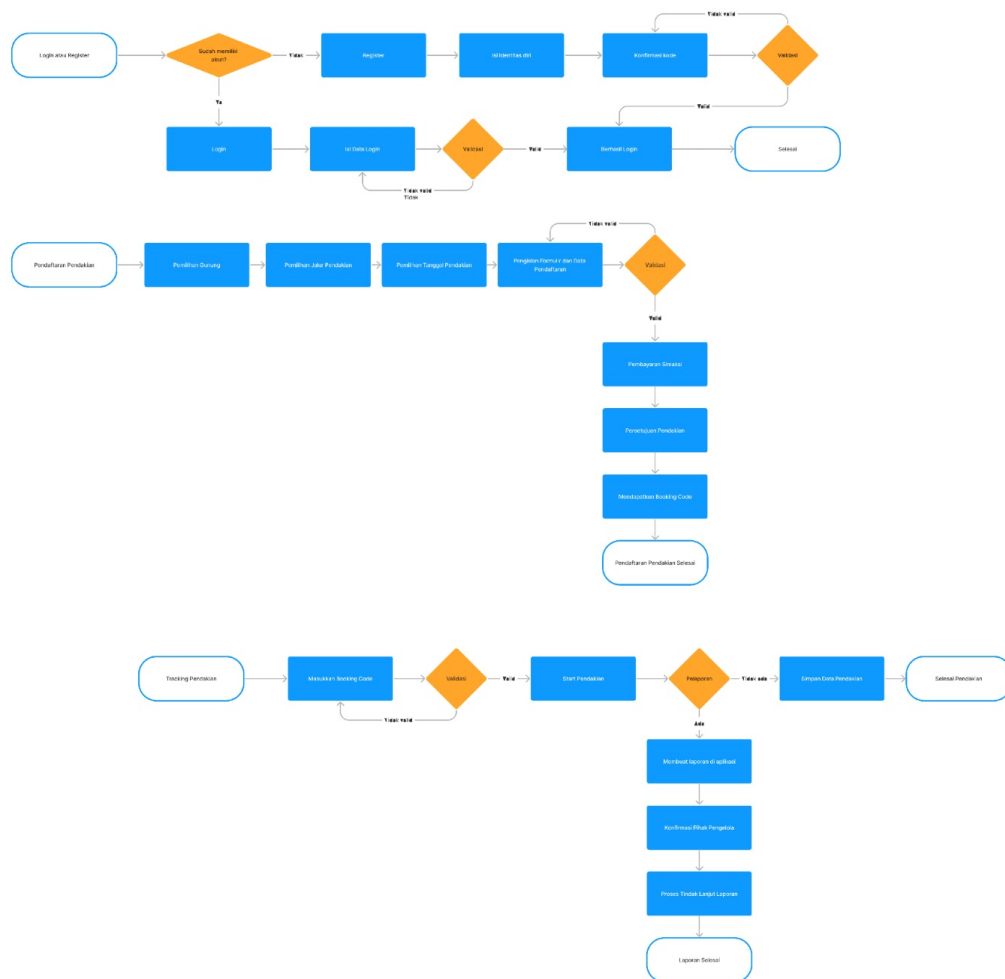 Tidak valid
Login atau Register
Sudah memiliki
akun?
Tidak
Register
Isi Identitas diri
Konfirmasi kode
Validasi
Ya
Valid
Login
Isi Data Login
Validasi
Valid
Berhasil Login
Selesai
Tidak valid
Tidak
Tidak valid
Pendaftaran Pendakian
Pemilihan Gunung
Pemilihan Jalur Pendakian
Pemilihan Tanggal Pendakian
Pengisian Formulir dan Data
Pendaftaran
Validasi
Valid
Pembayaran Simaksi
Persetujuan Pendakian
Mendapatkan Booking Code
Pendaftaran Pendakian Selesai
Tracking Pendakian
Masukkan Booking Code
Validasi
Valid
Start Pendakian
Pelaporan
Tidak ada
Simpan Data Pendakian
Selesai Pendakian
Tidak valid
Ada
Membuat laporan di aplikasi
Konfirmasi Pihak Pengelola
Proses Tindak Lanjut Laporan
Laporan Selesai